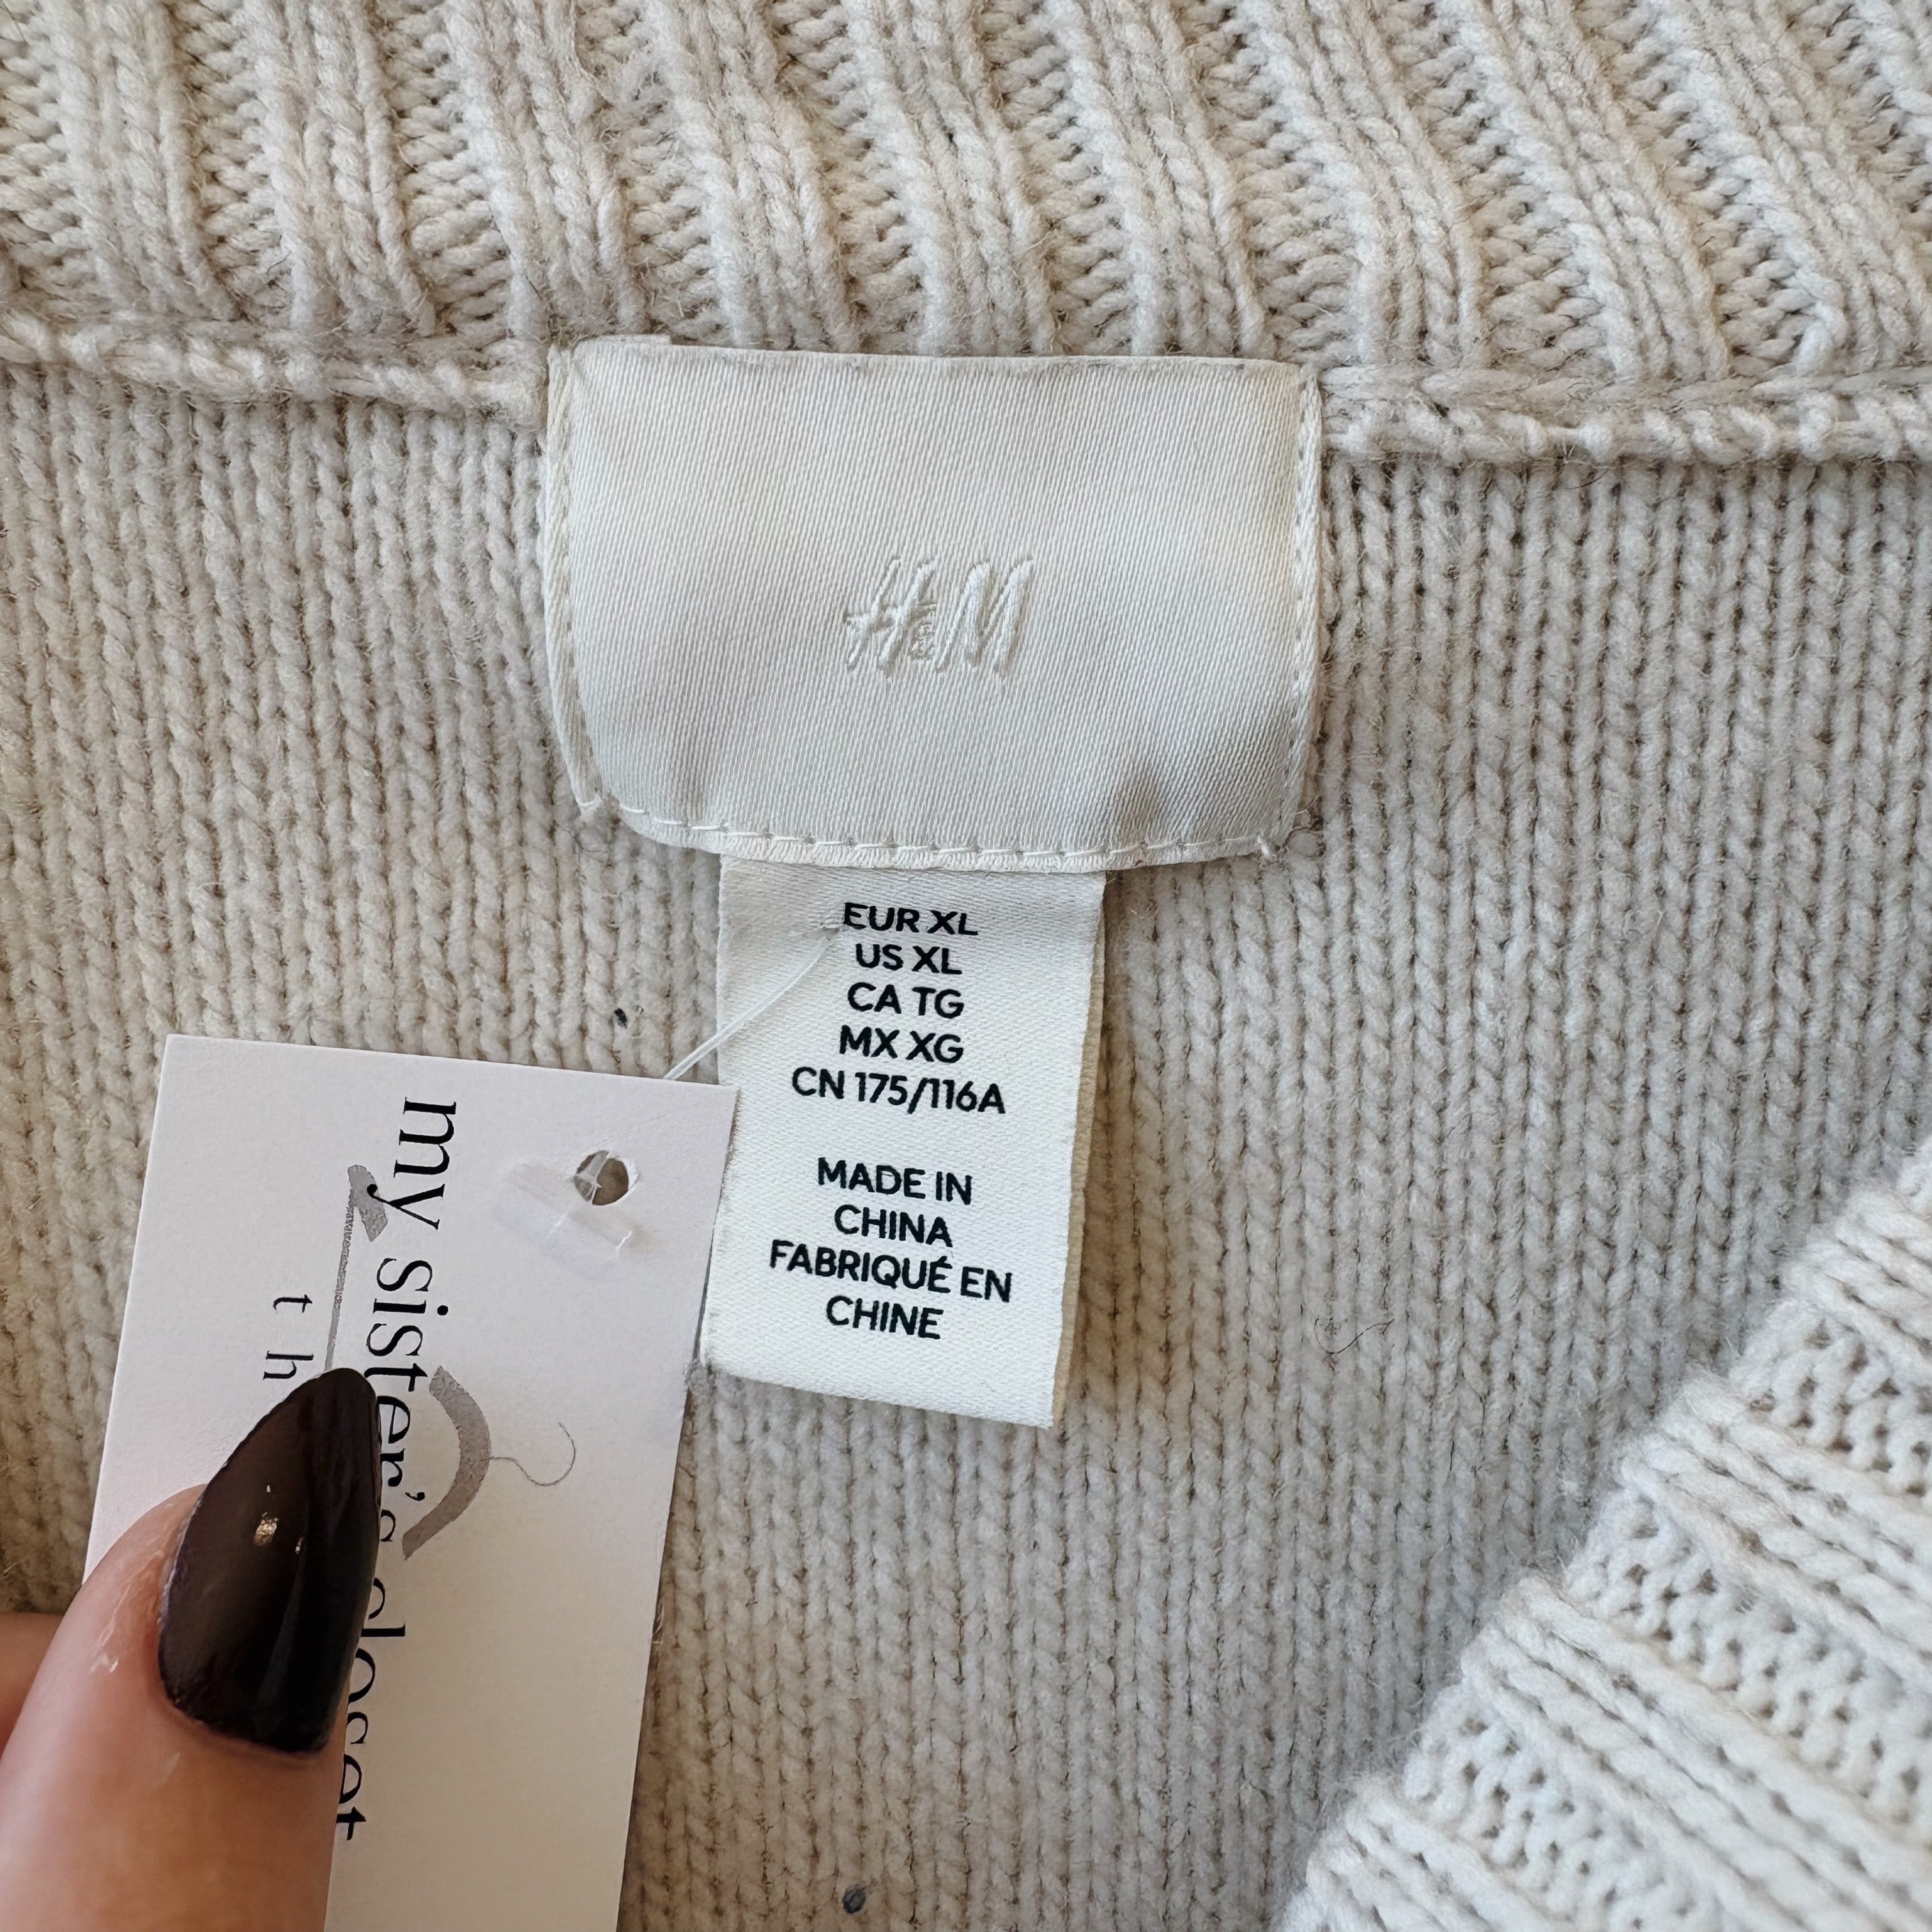 H&M
EUR XL
US XL
CA TG
MX XG
CN 175/116A
MADE IN
CHINA
FABRIQUÉ EN
CHINE
my sister's closet
t h